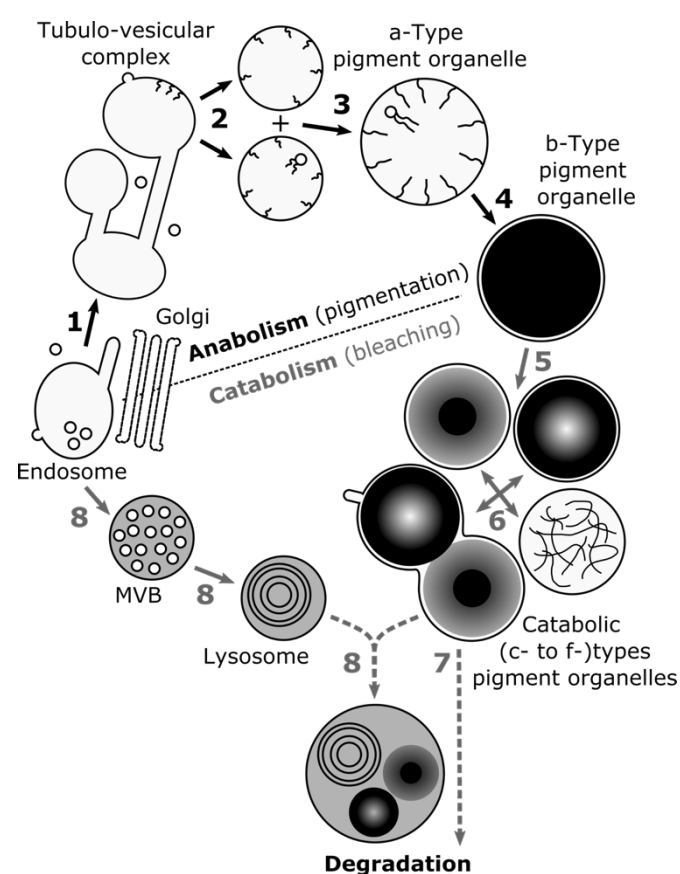 Tubulo-vesicular
complex
a-Type
pigment organelle
2
+
3
b-Type
pigment
organelle
4
1
Golgi
Anabolism (pigmentation)
Catabolism (bleaching)
5
Endosome
8
MVB
8
6
Lysosome
Catabolic
(c- to f-)types
pigment organelles
8
7
Degradation